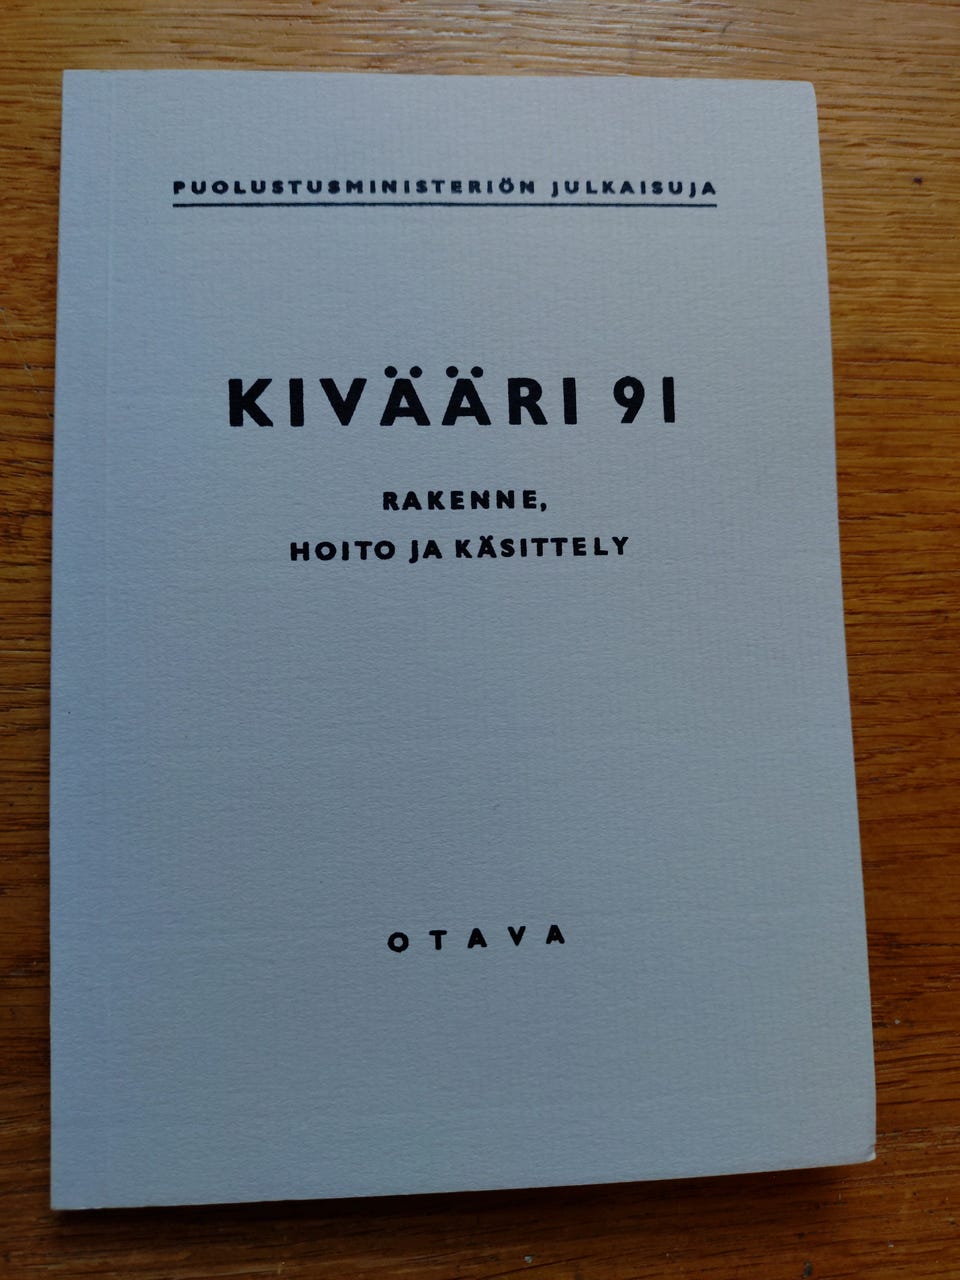 PUOLUSTUSMINISTERIÖN JULKAISUJA
KIVÄÄRI 91
RAKENNE,
HOITO JA KÄSITTELY
OTAVA